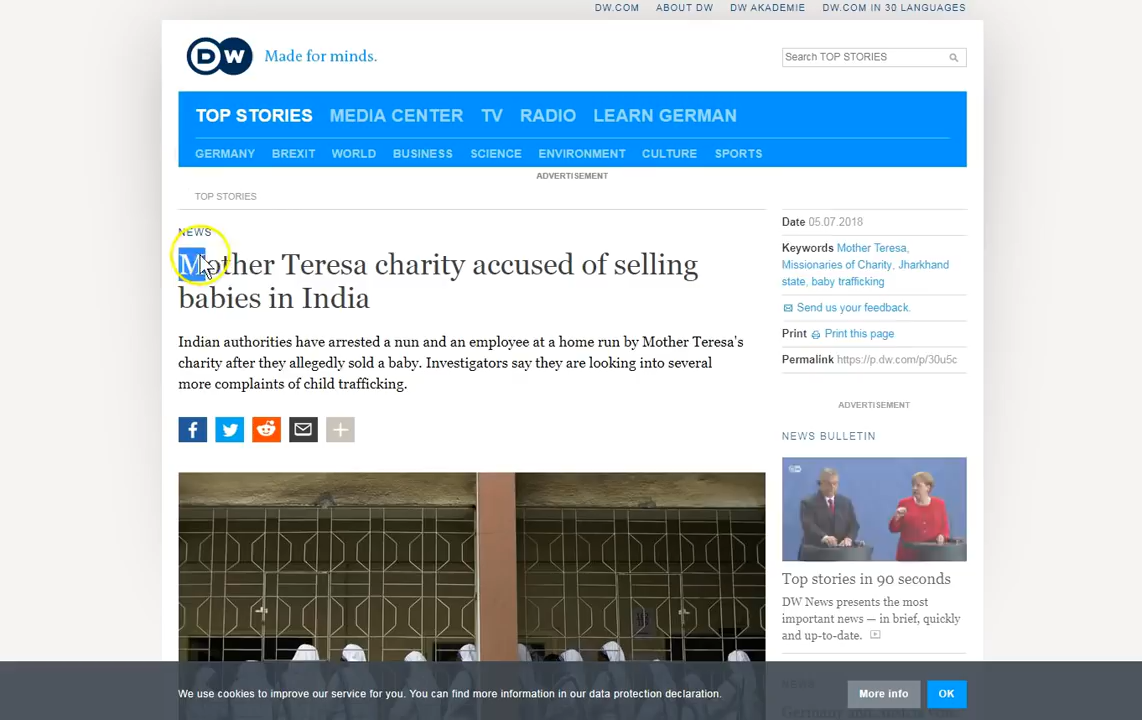 DW.COM ABOUT DW DW AKADEMIE DW.COM IN 30 LANGUAGES
DW Made for minds.
Search TOP STORIES
TOP STORIES MEDIA CENTER TV RADIO LEARN GERMAN
GERMANY BREXIT WORLD BUSINESS SCIENCE ENVIRONMENT CULTURE SPORTS
ADVERTISEMENT
TOP STORIES
NEWS
Mother Teresa charity accused of selling
babies in India
Indian authorities have arrested a nun and an employee at a home run by Mother Teresa's
charity after they allegedly sold a baby. Investigators say they are looking into several
more complaints of child trafficking.
Date 05.07.2018
Keywords Mother Teresa,
Missionaries of Charity, Jharkhand
state, baby trafficking
Send us your feedback.
Print Print this page
Permalink https://p.dw.com/p/30u5c
ADVERTISEMENT
NEWS BULLETIN
Top stories in 90 seconds
DW News presents the most
important news — in brief, quickly
and up-to-date.
NEWS
We use cookies to improve our service for you. You can find more information in our data protection declaration.
More info OK